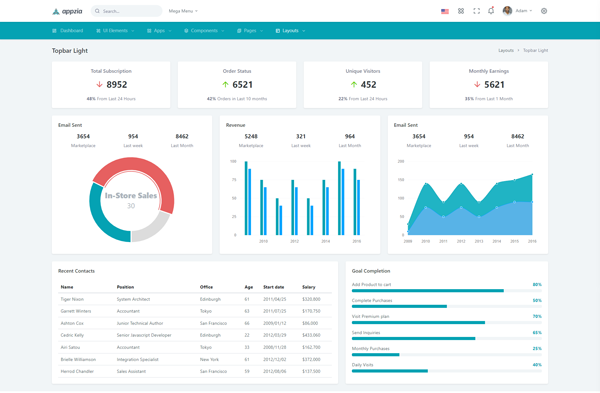 appzia Search... Mega Menu Adam
Dashboard UI Elements Apps Components Pages Layouts
Topbar Light Layouts > Topbar Light
Total Subscription Order Status Unique Visitors Monthly Earnings
8952 6521 452 5621
48% From Last 24 Hours 42% Orders in Last 10 months 22% From Last 24 Hours 35% From Last 1 Month
Email Sent Revenue Email Sent
3654 954 8462 5248 321 964 3654 954 8462
Marketplace Last week Last Month Marketplace Last week Last Month Marketplace Last week Last Month
In-Store Sales
30
100
75
50
25
0
2010 2012 2014 2016
200
150
100
50
0
2008 2010 2011 2012 2013 2014 2015 2016
Recent Contacts Goal Completion
Name Position Office Age Start date Salary
Tiger Nixon System Architect Edinburgh 61 2011/04/25 $320,800
Garrett Winters Accountant Tokyo 63 2011/07/25 $170,750
Ashton Cox Junior Technical Author San Francisco 66 2009/01/12 $86,000
Cedric Kelly Senior Javascript Developer Edinburgh 22 2012/03/29 $433,060
Airi Satou Accountant Tokyo 33 2008/11/28 $162,700
Brielle Williamson Integration Specialist New York 61 2012/12/02 $372,000
Herrod Chandler Sales Assistant San Francisco 59 2012/08/06 $137,500
Add Product to cart 80%
Complete Purchases 50%
Visit Premium plan 70%
Send Inquiries 65%
Monthly Purchases 25%
Daily Visits 40%